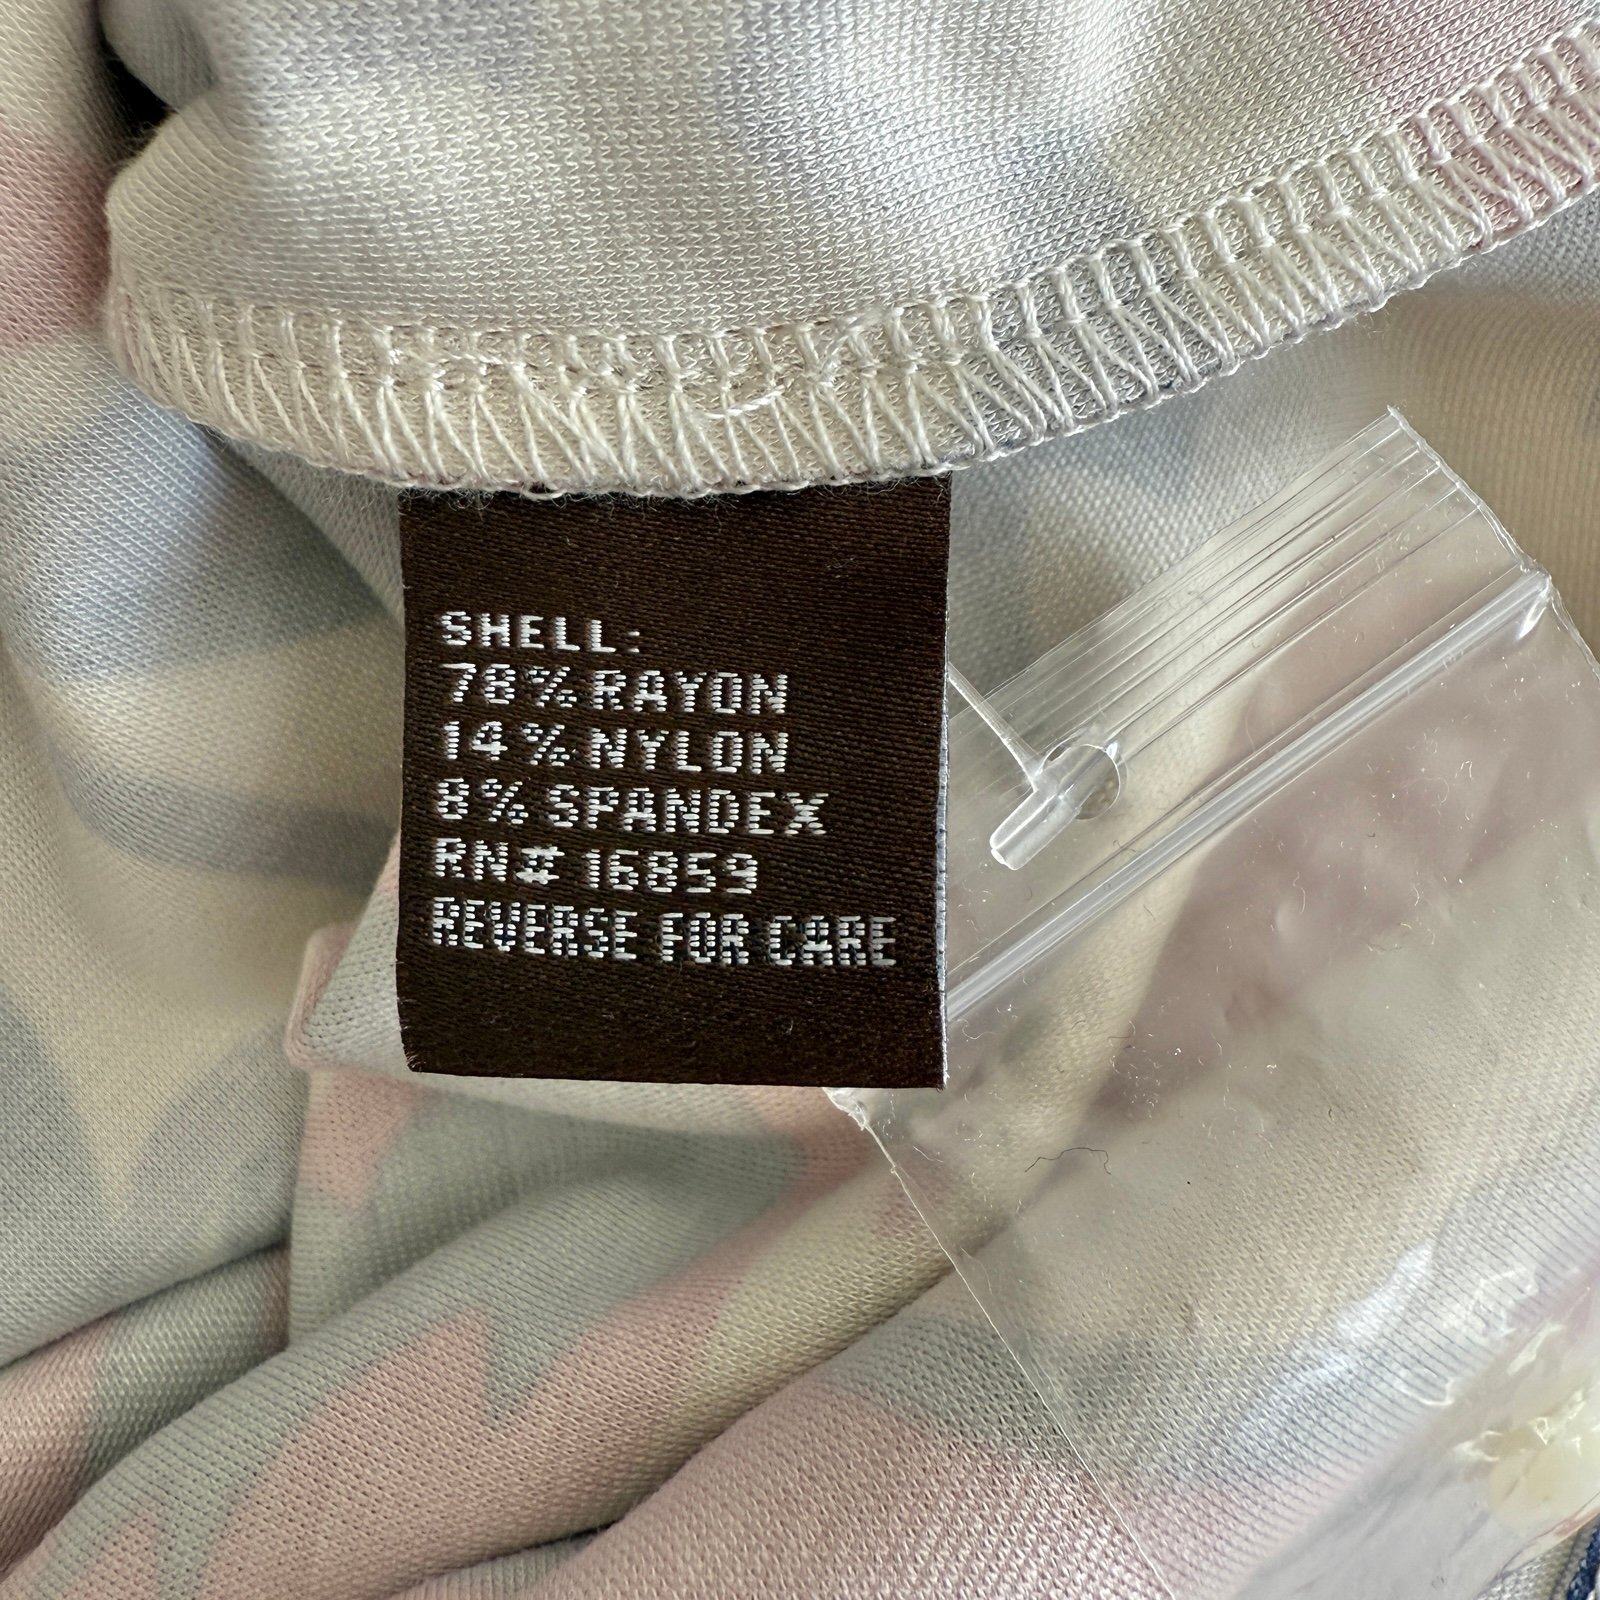 SHELL:
78% RAYON
14% NYLON
8% SPANDEX
RN# 16859
REVERSE FOR CARE